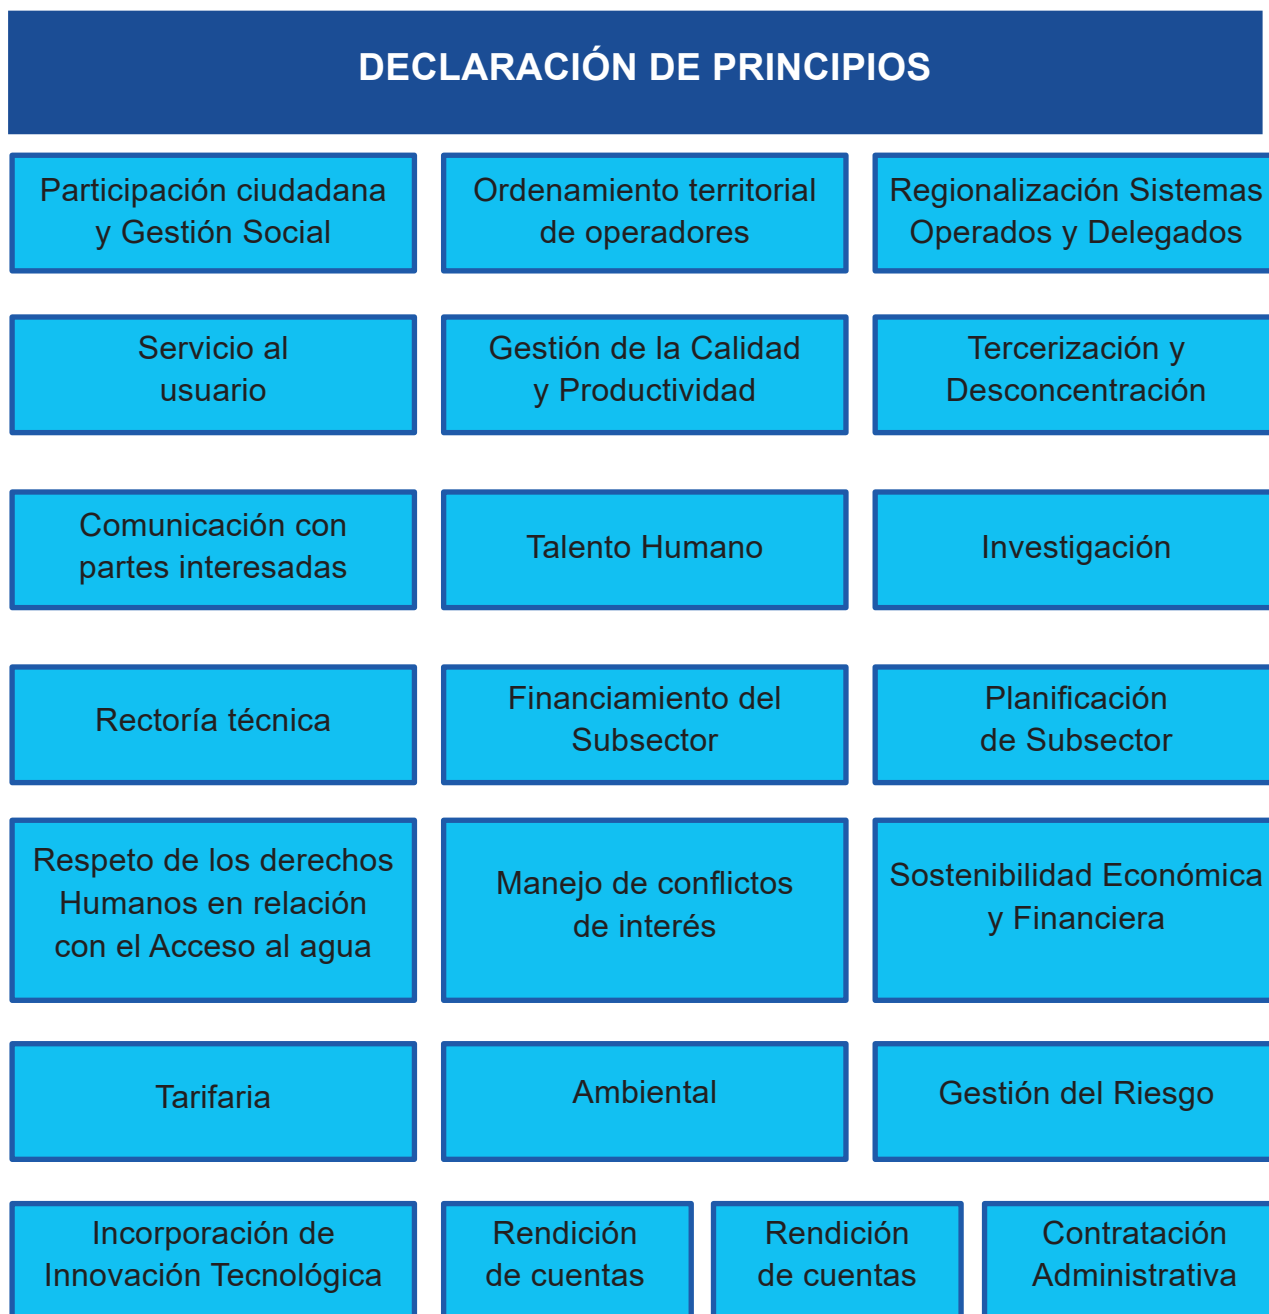 DECLARACIÓN DE PRINCIPIOS
Participación ciudadana
y Gestión Social
Ordenamiento territorial
de operadores
Regionalización Sistemas
Operados y Delegados
Servicio al
usuario
Gestión de la Calidad
y Productividad
Tercerización y
Desconcentración
Comunicación con
partes interesadas
Talento Humano
Investigación
Rectoría técnica
Financiamiento del
Subsector
Planificación
de Subsector
Respeto de los derechos
Humanos en relación
con el Acceso al agua
Manejo de conflictos
de interés
Sostenibilidad Económica
y Financiera
Tarifaria
Ambiental
Gestión del Riesgo
Incorporación de
Innovación Tecnológica
Rendición
de cuentas
Rendición
de cuentas
Contratación
Administrativa